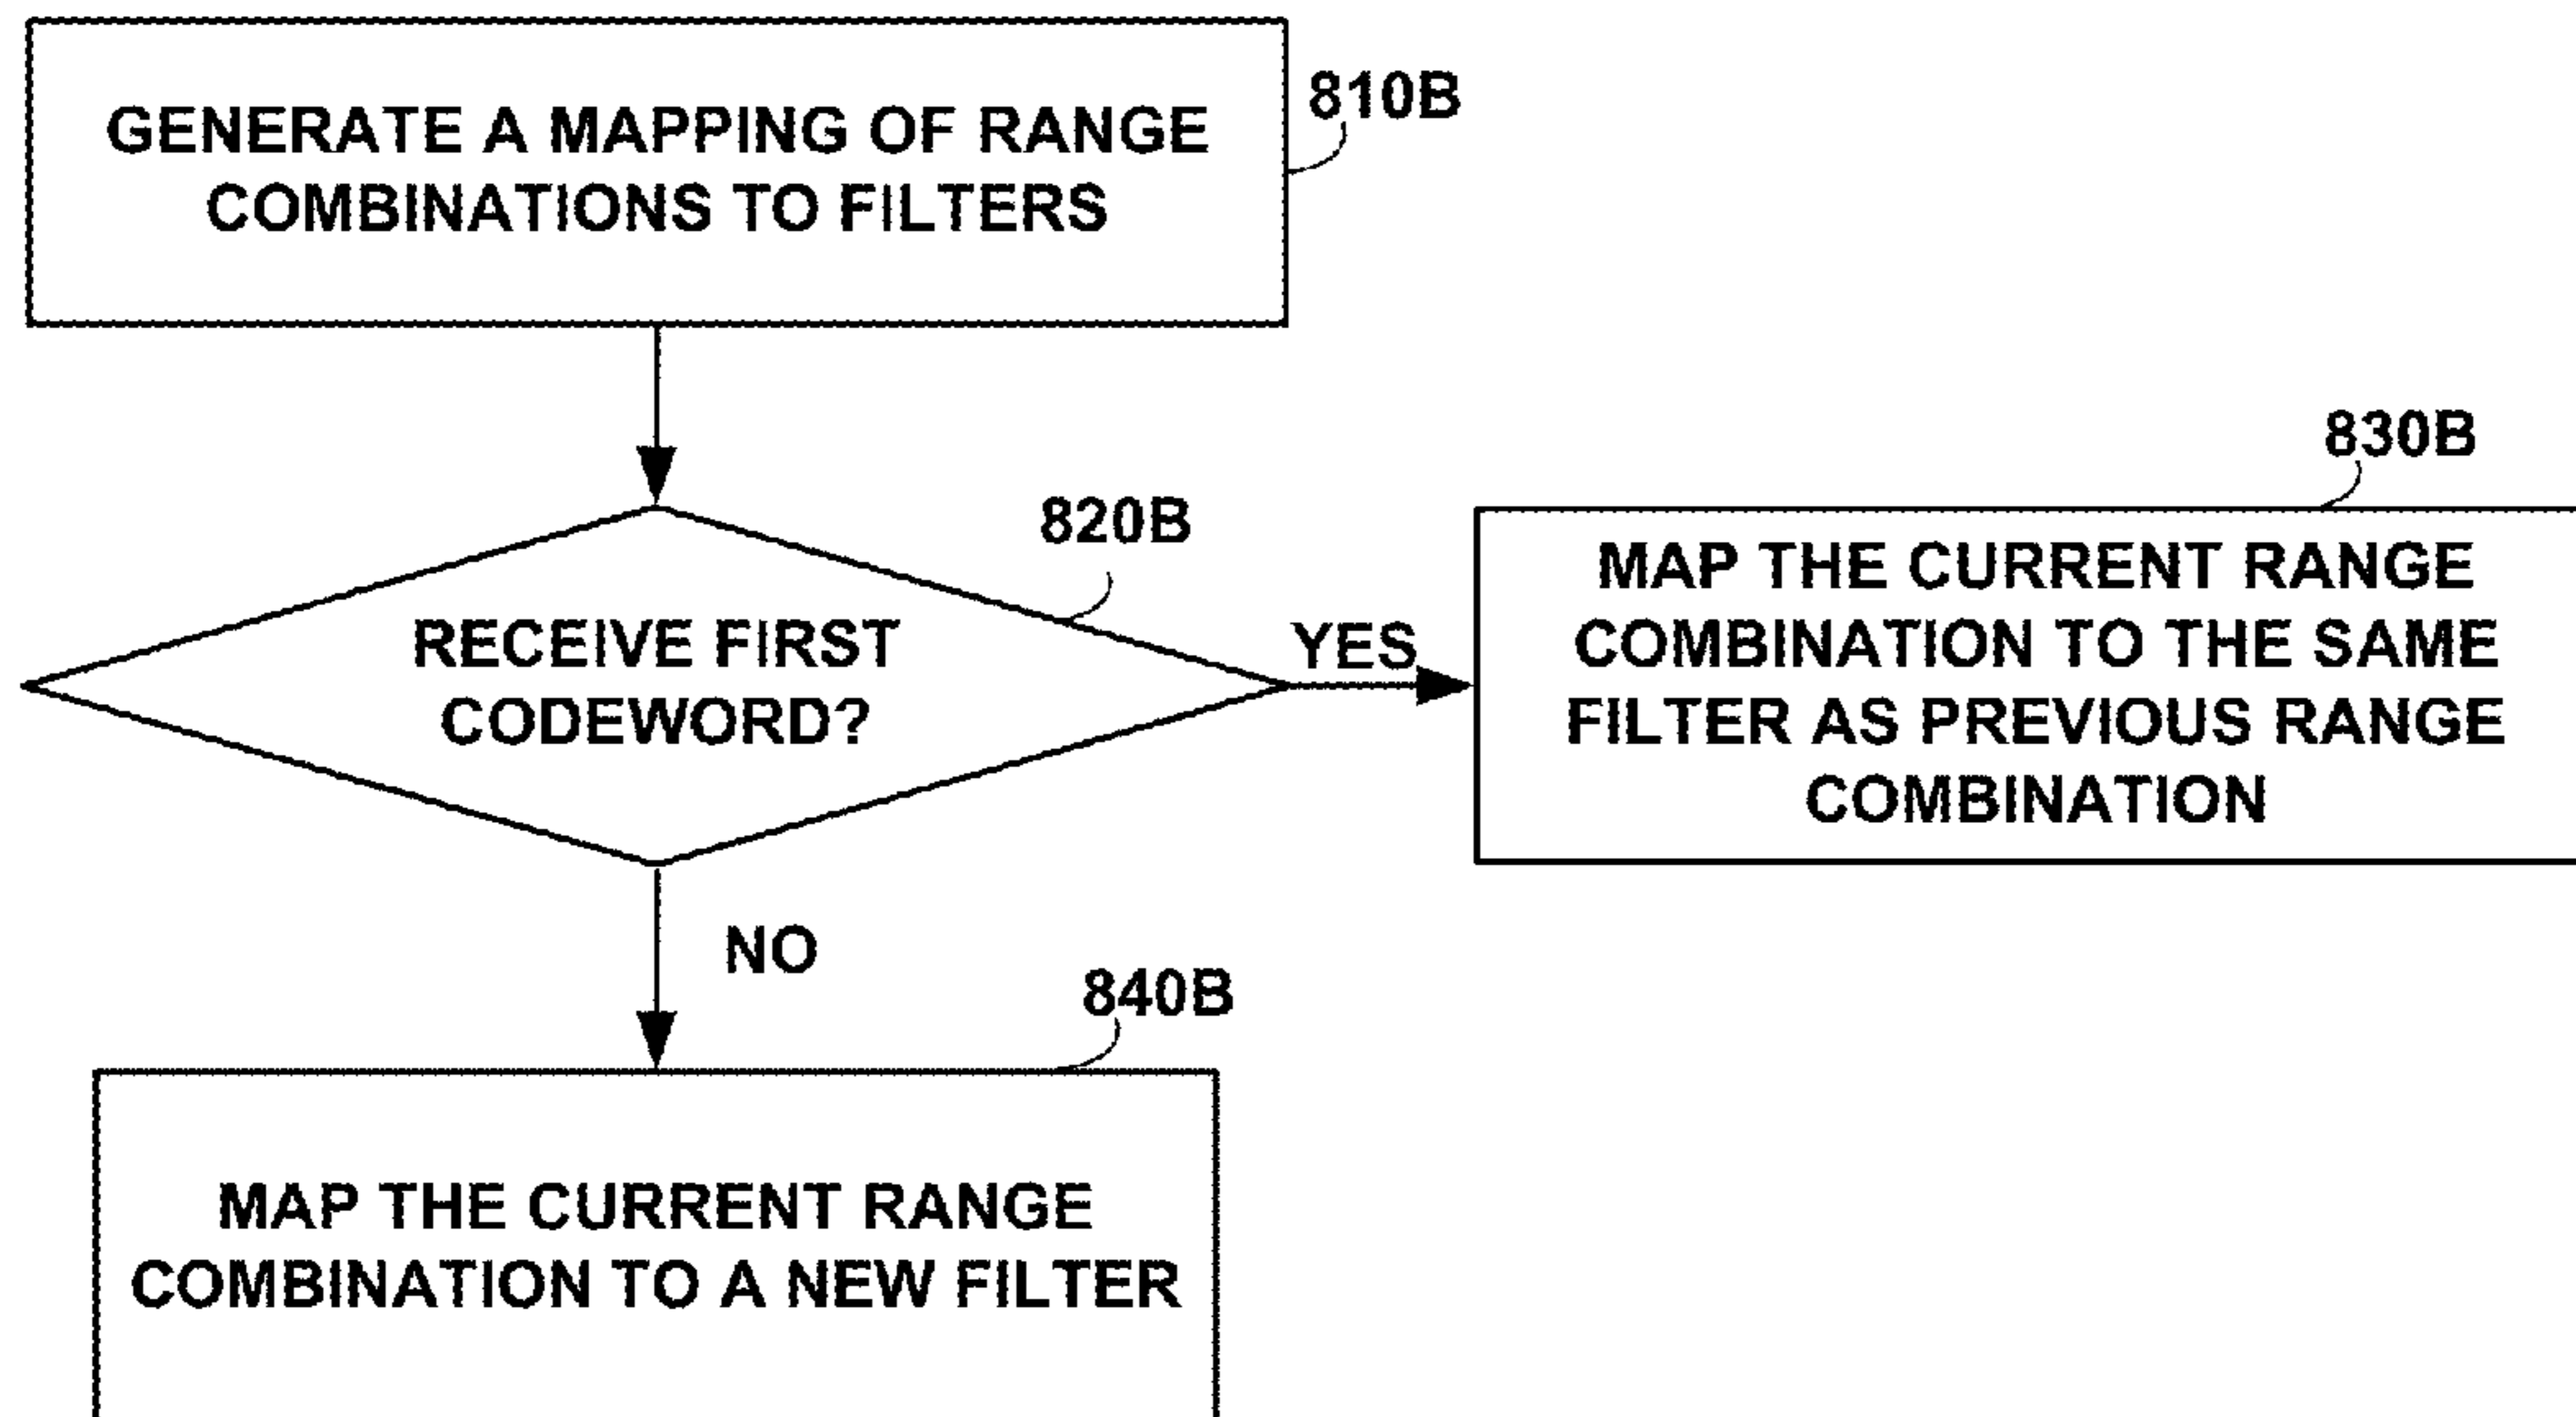 GENERATE A MAPPING OF RANGE
COMBINATIONS TO FILTERS
810B
820B
RECEIVE FIRST
CODEWORD?
YES
830B
MAP THE CURRENT RANGE
COMBINATION TO THE SAME
FILTER AS PREVIOUS RANGE
COMBINATION
NO
840B
MAP THE CURRENT RANGE
COMBINATION TO A NEW FILTER